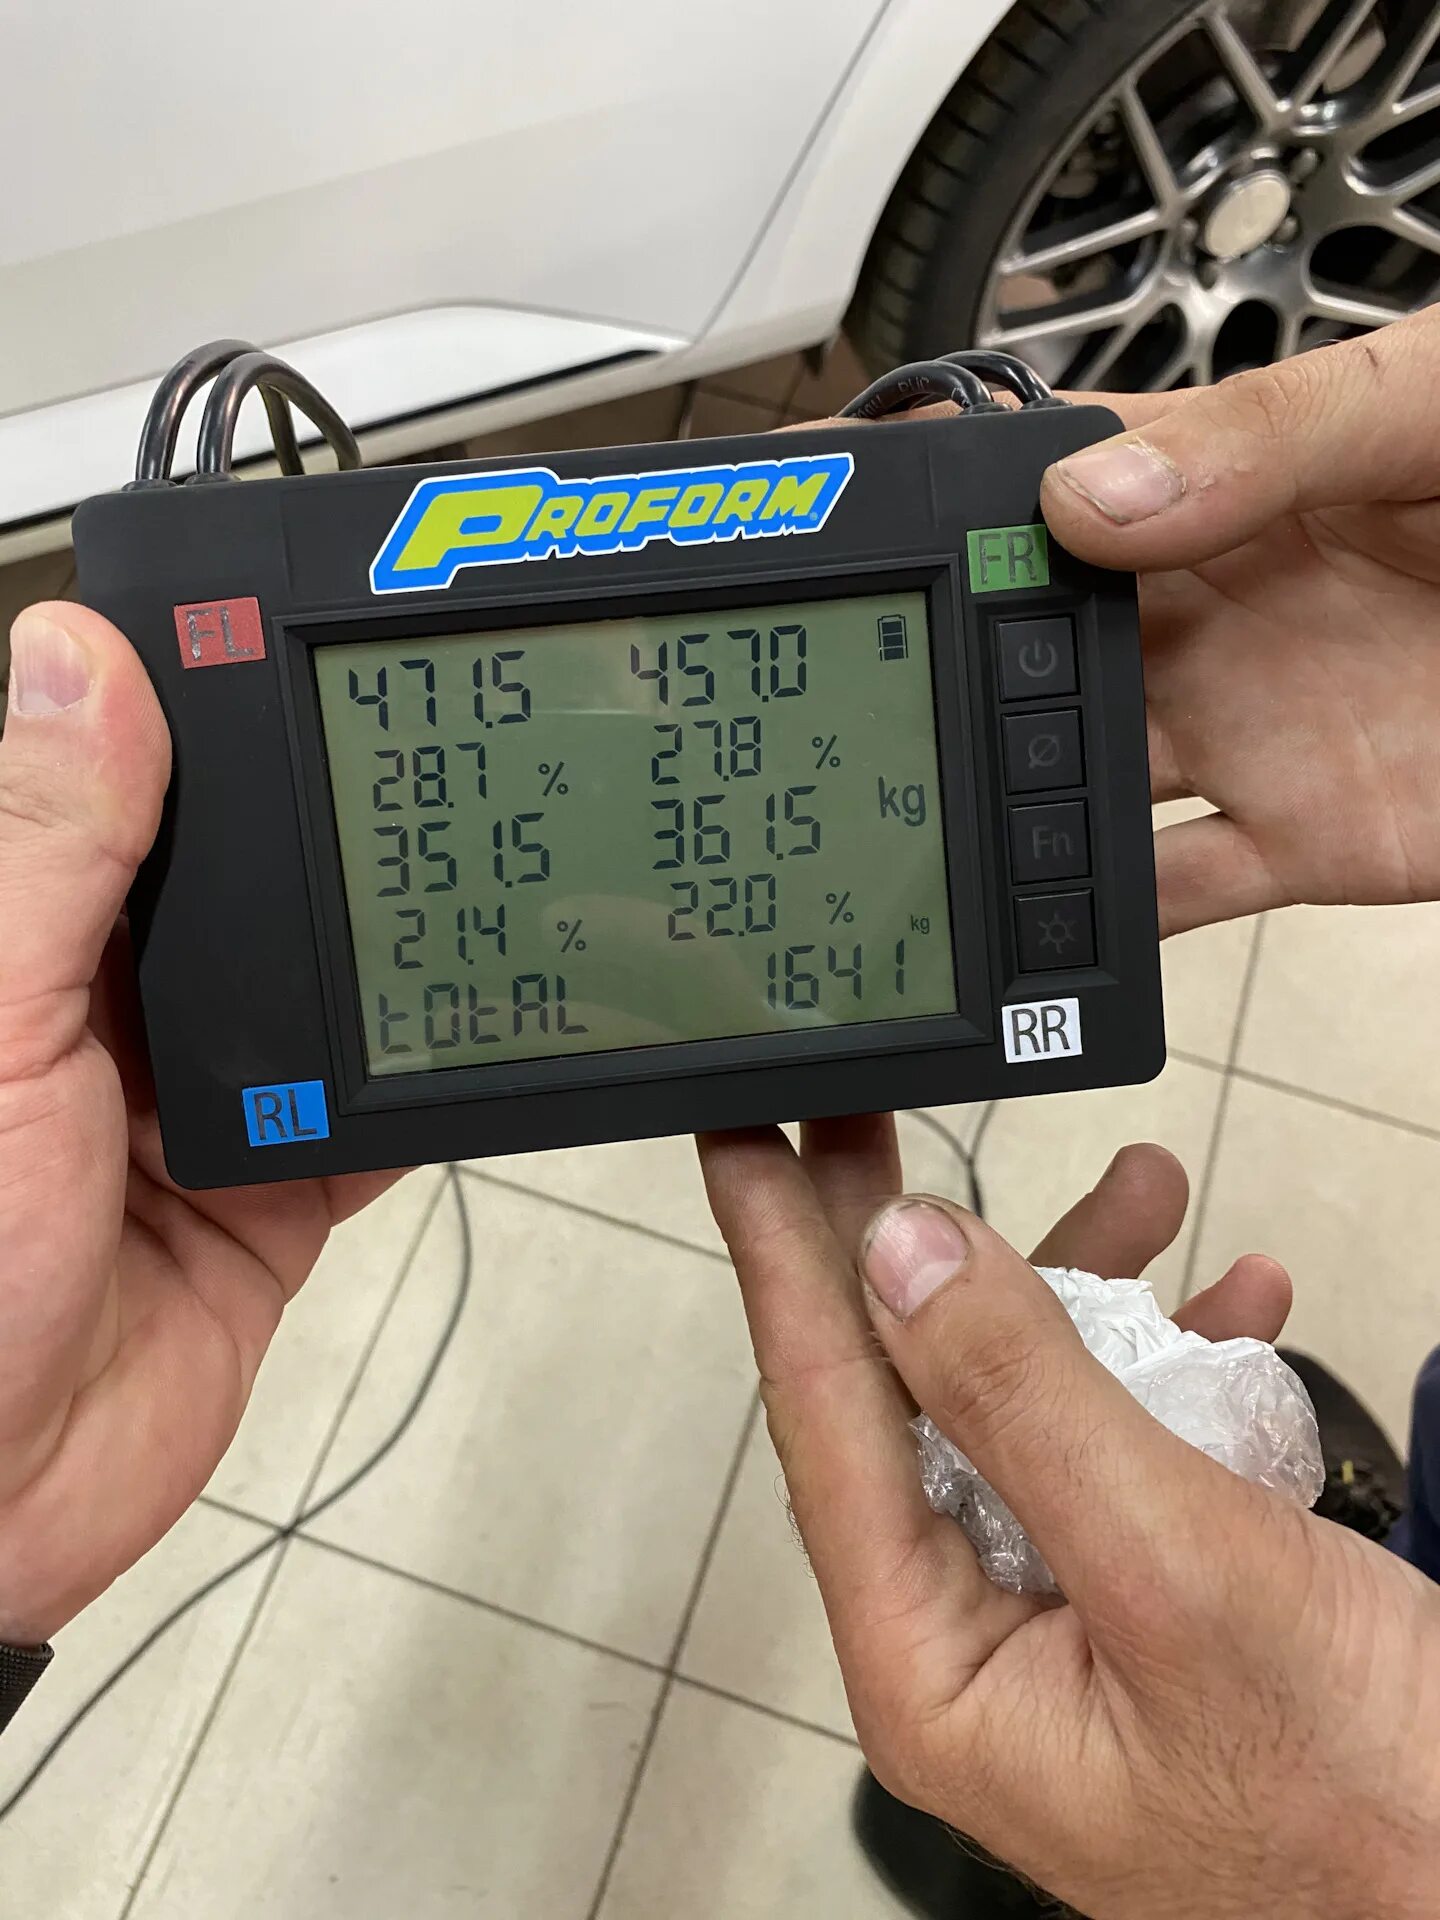 PROFORM
FL
FR
471.5 457.0
28.7 % 27.8 %
kg
351.5 361.5
21.4 % 22.0 %
kg
totAL 1641
Fn
RL
RR